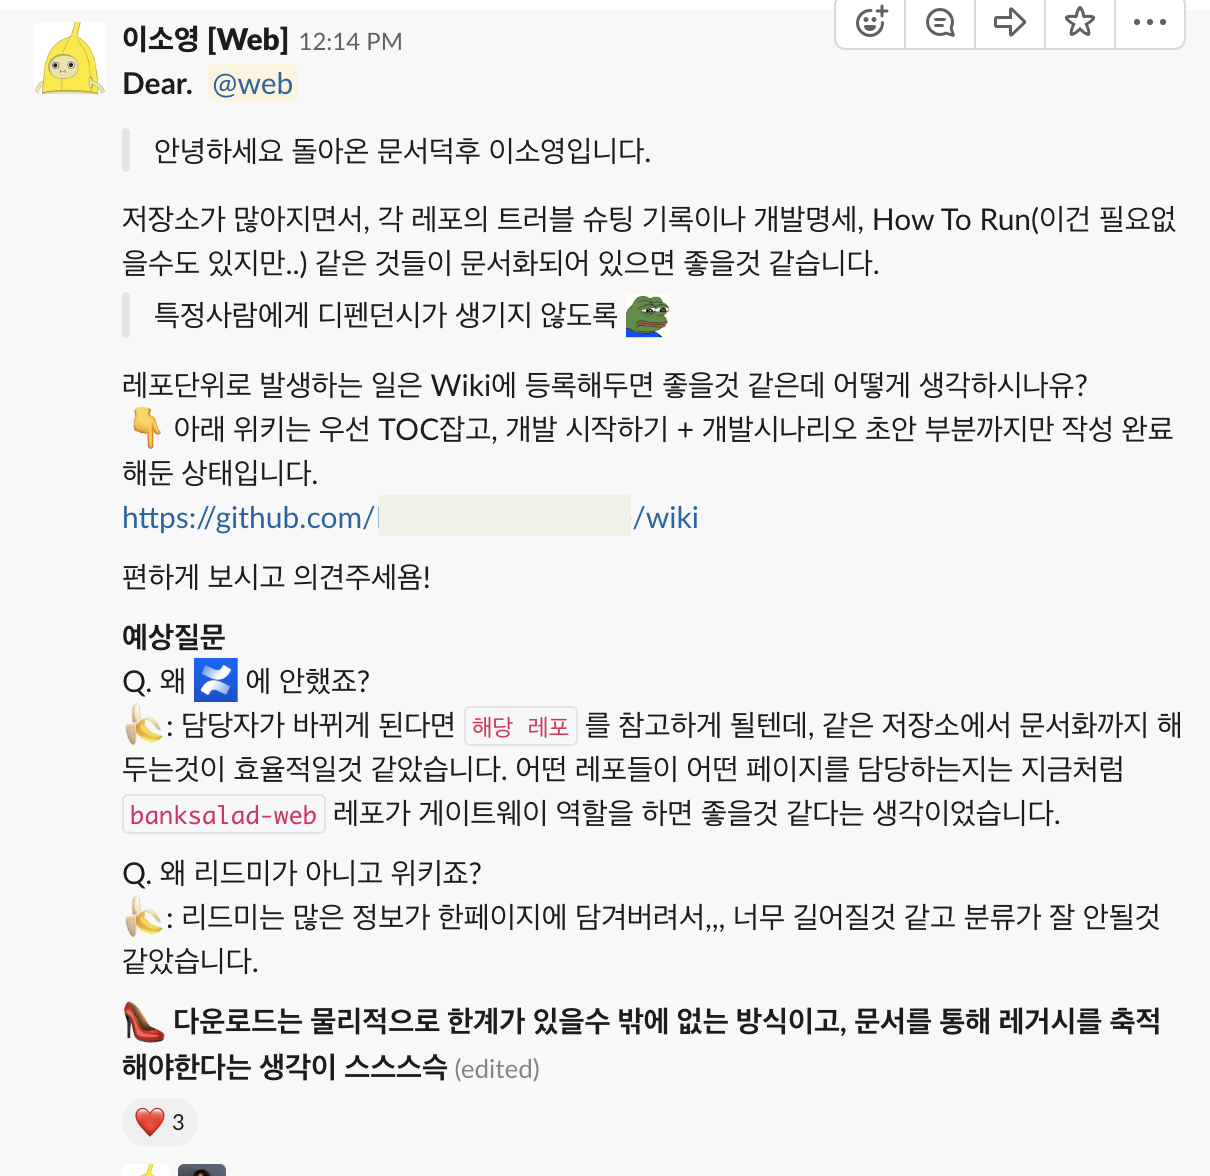 이소영 [Web] 12:14 PM
Dear. @web
안녕하세요 돌아온 문서덕후 이소영입니다.
저장소가 많아지면서, 각 레포의 트러블 슈팅 기록이나 개발명세, How To Run(이건 필요없
을수도 있지만..) 같은 것들이 문서화되어 있으면 좋을것 같습니다.
특정사람에게 디펜던시가 생기지 않도록
레포단위로 발생하는 일은 Wiki에 등록해두면 좋을것 같은데 어떻게 생각하시나유?
👇 아래 위키는 우선 TOC잡고, 개발 시작하기 + 개발시나리오 초안 부분까지만 작성 완료
해둔 상태입니다.
https://github.com/ /wiki
편하게 보시고 의견주세욤!
예상질문
Q. 왜 에 안했죠?
🍌: 담당자가 바뀌게 된다면 해당 레포 를 참고하게 될텐데, 같은 저장소에서 문서화까지 해
두는것이 효율적일것 같았습니다. 어떤 레포들이 어떤 페이지를 담당하는지는 지금처럼
banksalad-web 레포가 게이트웨이 역할을 하면 좋을것 같다는 생각이었습니다.
Q. 왜 리드미가 아니고 위키죠?
🍌: 리드미는 많은 정보가 한페이지에 담겨버려서,,, 너무 길어질것 같고 분류가 잘 안될것
같았습니다.
👠 다운로드는 물리적으로 한계가 있을수 밖에 없는 방식이고, 문서를 통해 레거시를 축적
해야한다는 생각이 스스스슥 (edited)
❤️ 3